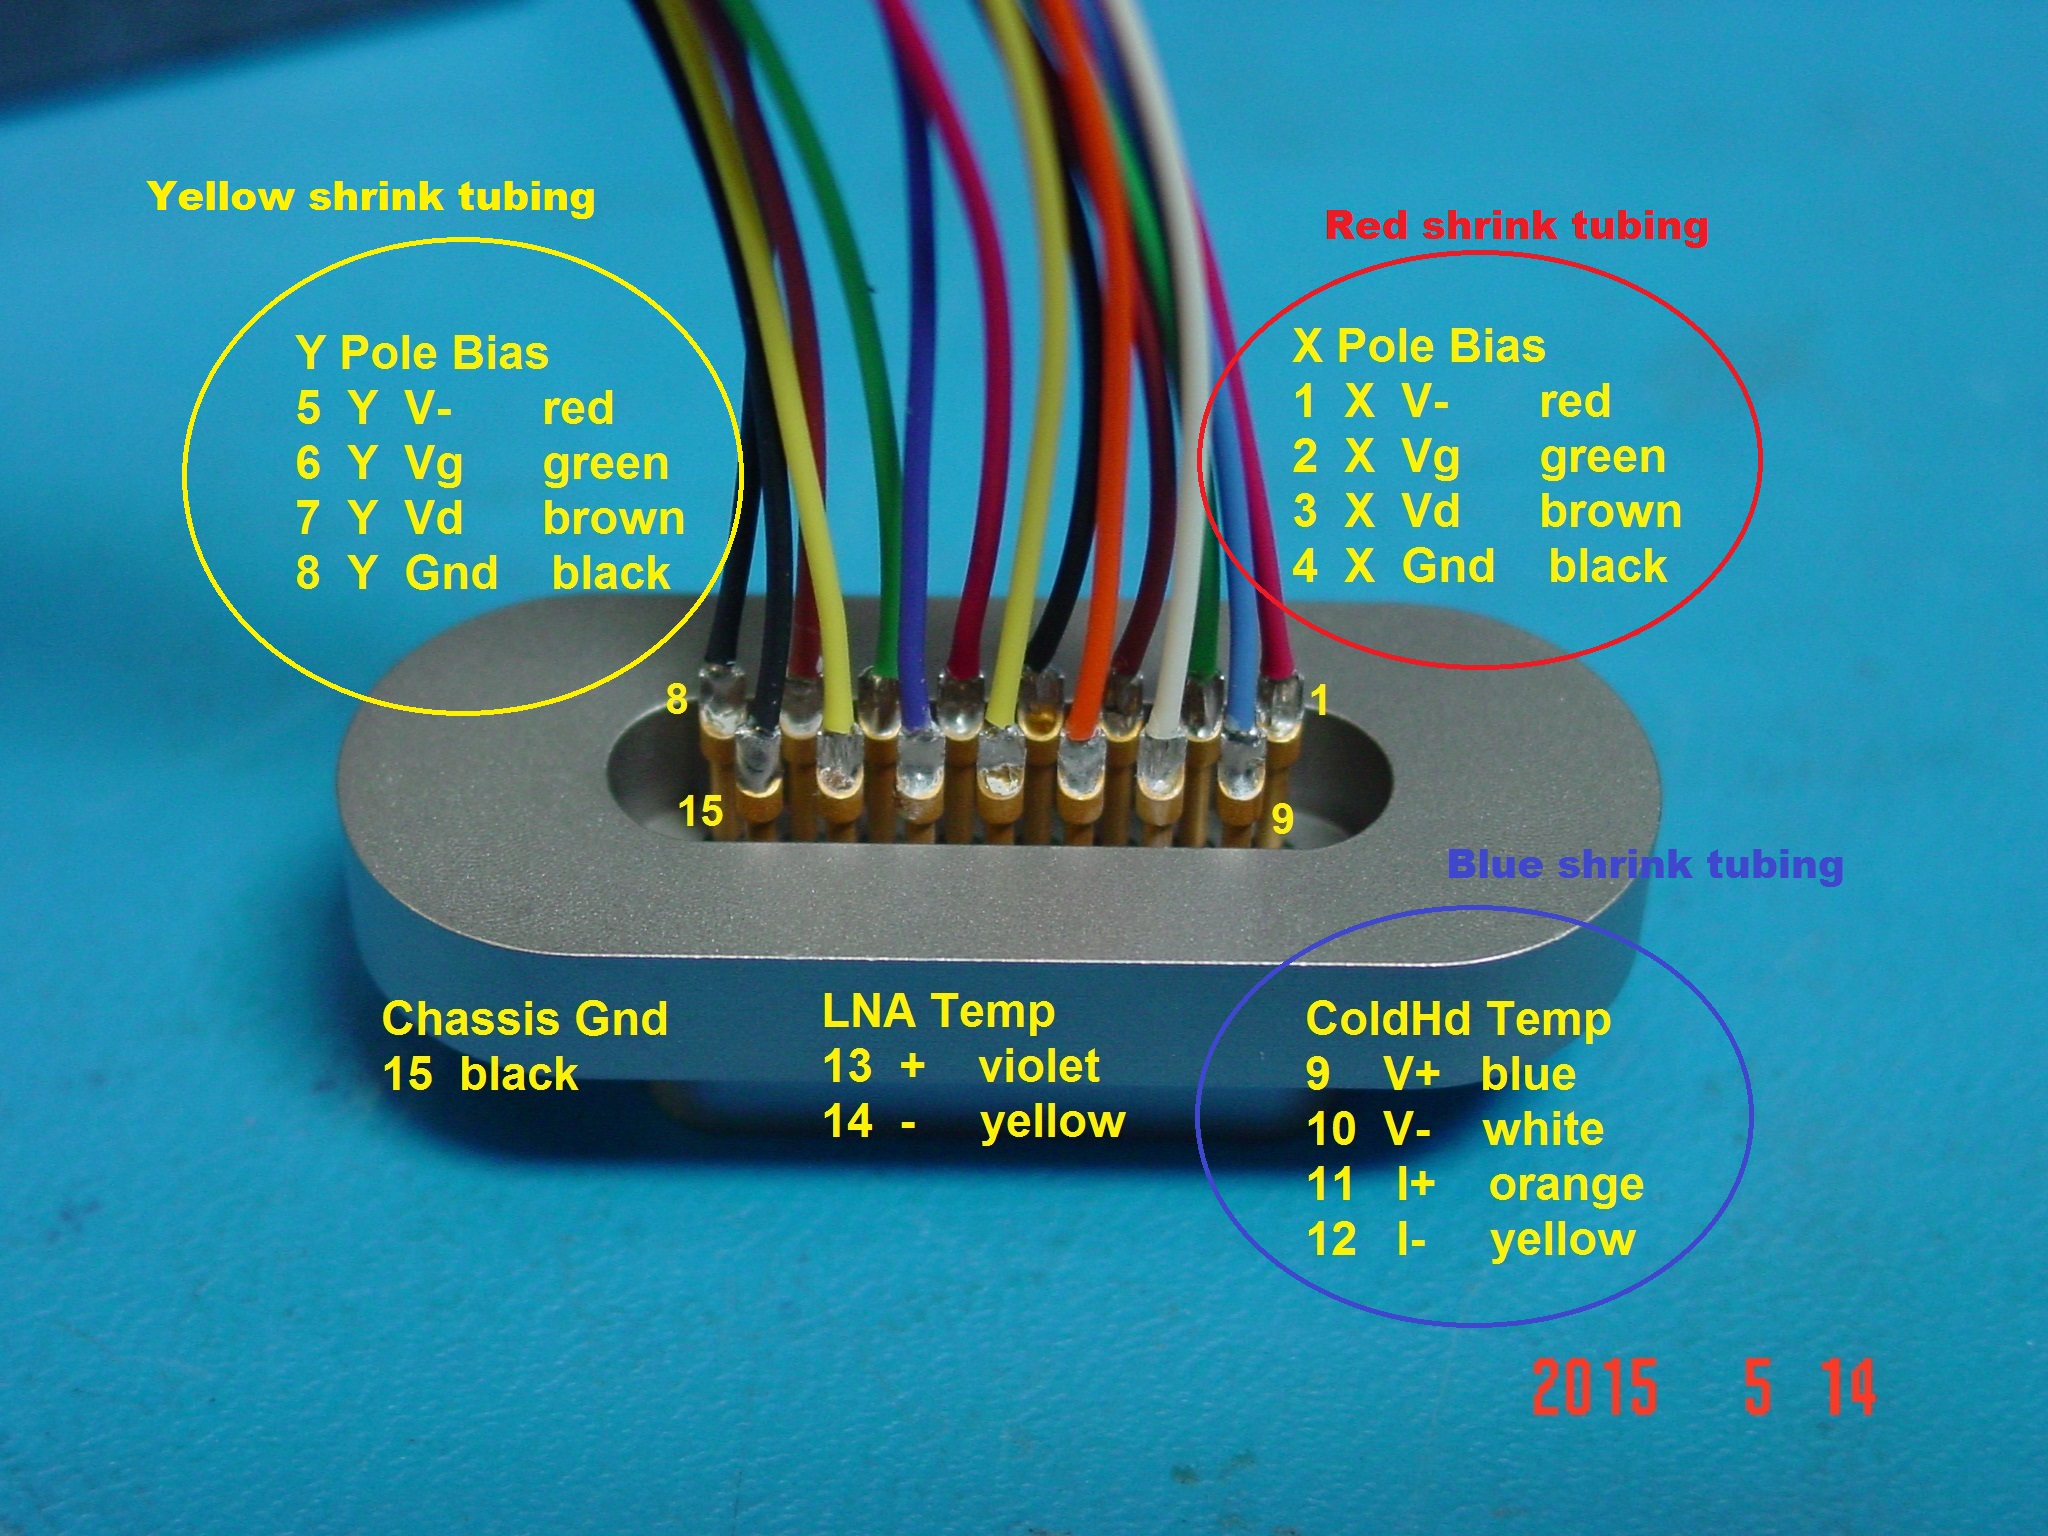 Yellow shrink tubing
Y Pole Bias
5 Y V- red
6 Y Vg green
7 Y Vd brown
8 Y Gnd black
Red shrink tubing
X Pole Bias
1 X V- red
2 X Vg green
3 X Vd brown
4 X Gnd black
8
1
15
9
Chassis Gnd
15 black
LNA Temp
13 + violet
14 - yellow
Blue shrink tubing
ColdHd Temp
9 V+ blue
10 V- white
11 I+ orange
12 I- yellow
2015 5 14